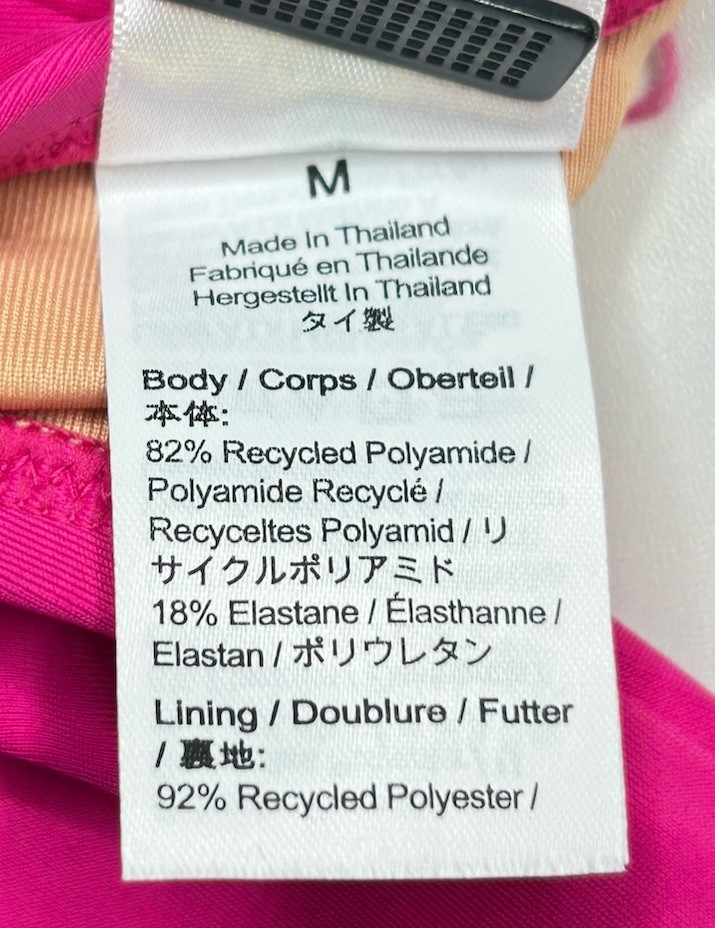 M
Made In Thailand
Fabriqué en Thaïlande
Hergestellt In Thailand
タイ製
Body / Corps / Oberteil /
本体:
82% Recycled Polyamide /
Polyamide Recyclé /
Recyceltes Polyamid / リ
サイクルポリアミド
18% Elastane / Élasthanne /
Elastan / ポリウレタン
Lining / Doublure / Futter
/ 裏地:
92% Recycled Polyester /